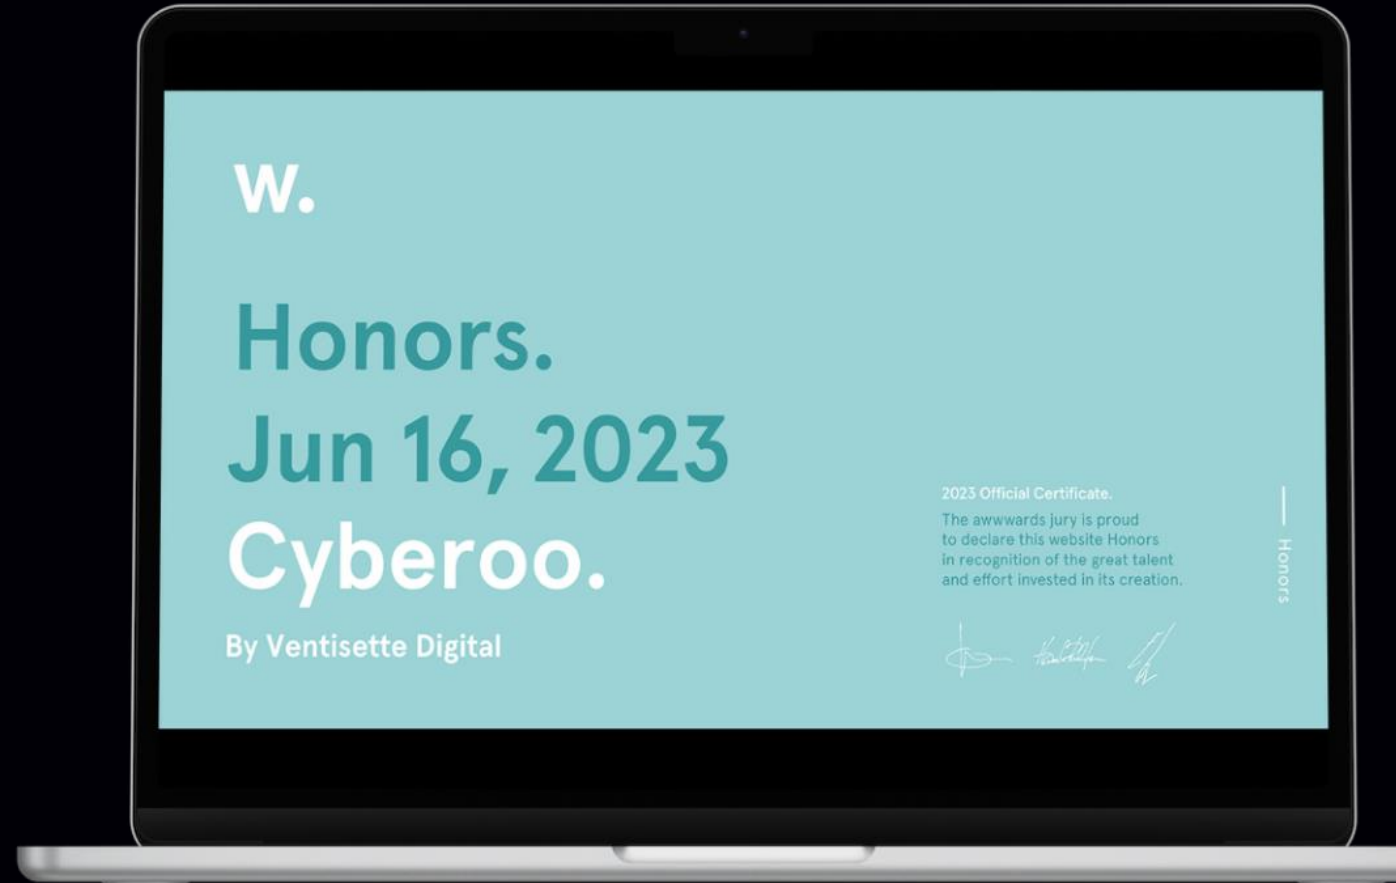 W.
Honors.
Jun 16, 2023
Cyberoo.
By Ventisette Digital
2023 Official Certificate.
The awwwards jury is proud
to declare this website Honors
in recognition of the great talent
and effort invested in its creation.
Honors